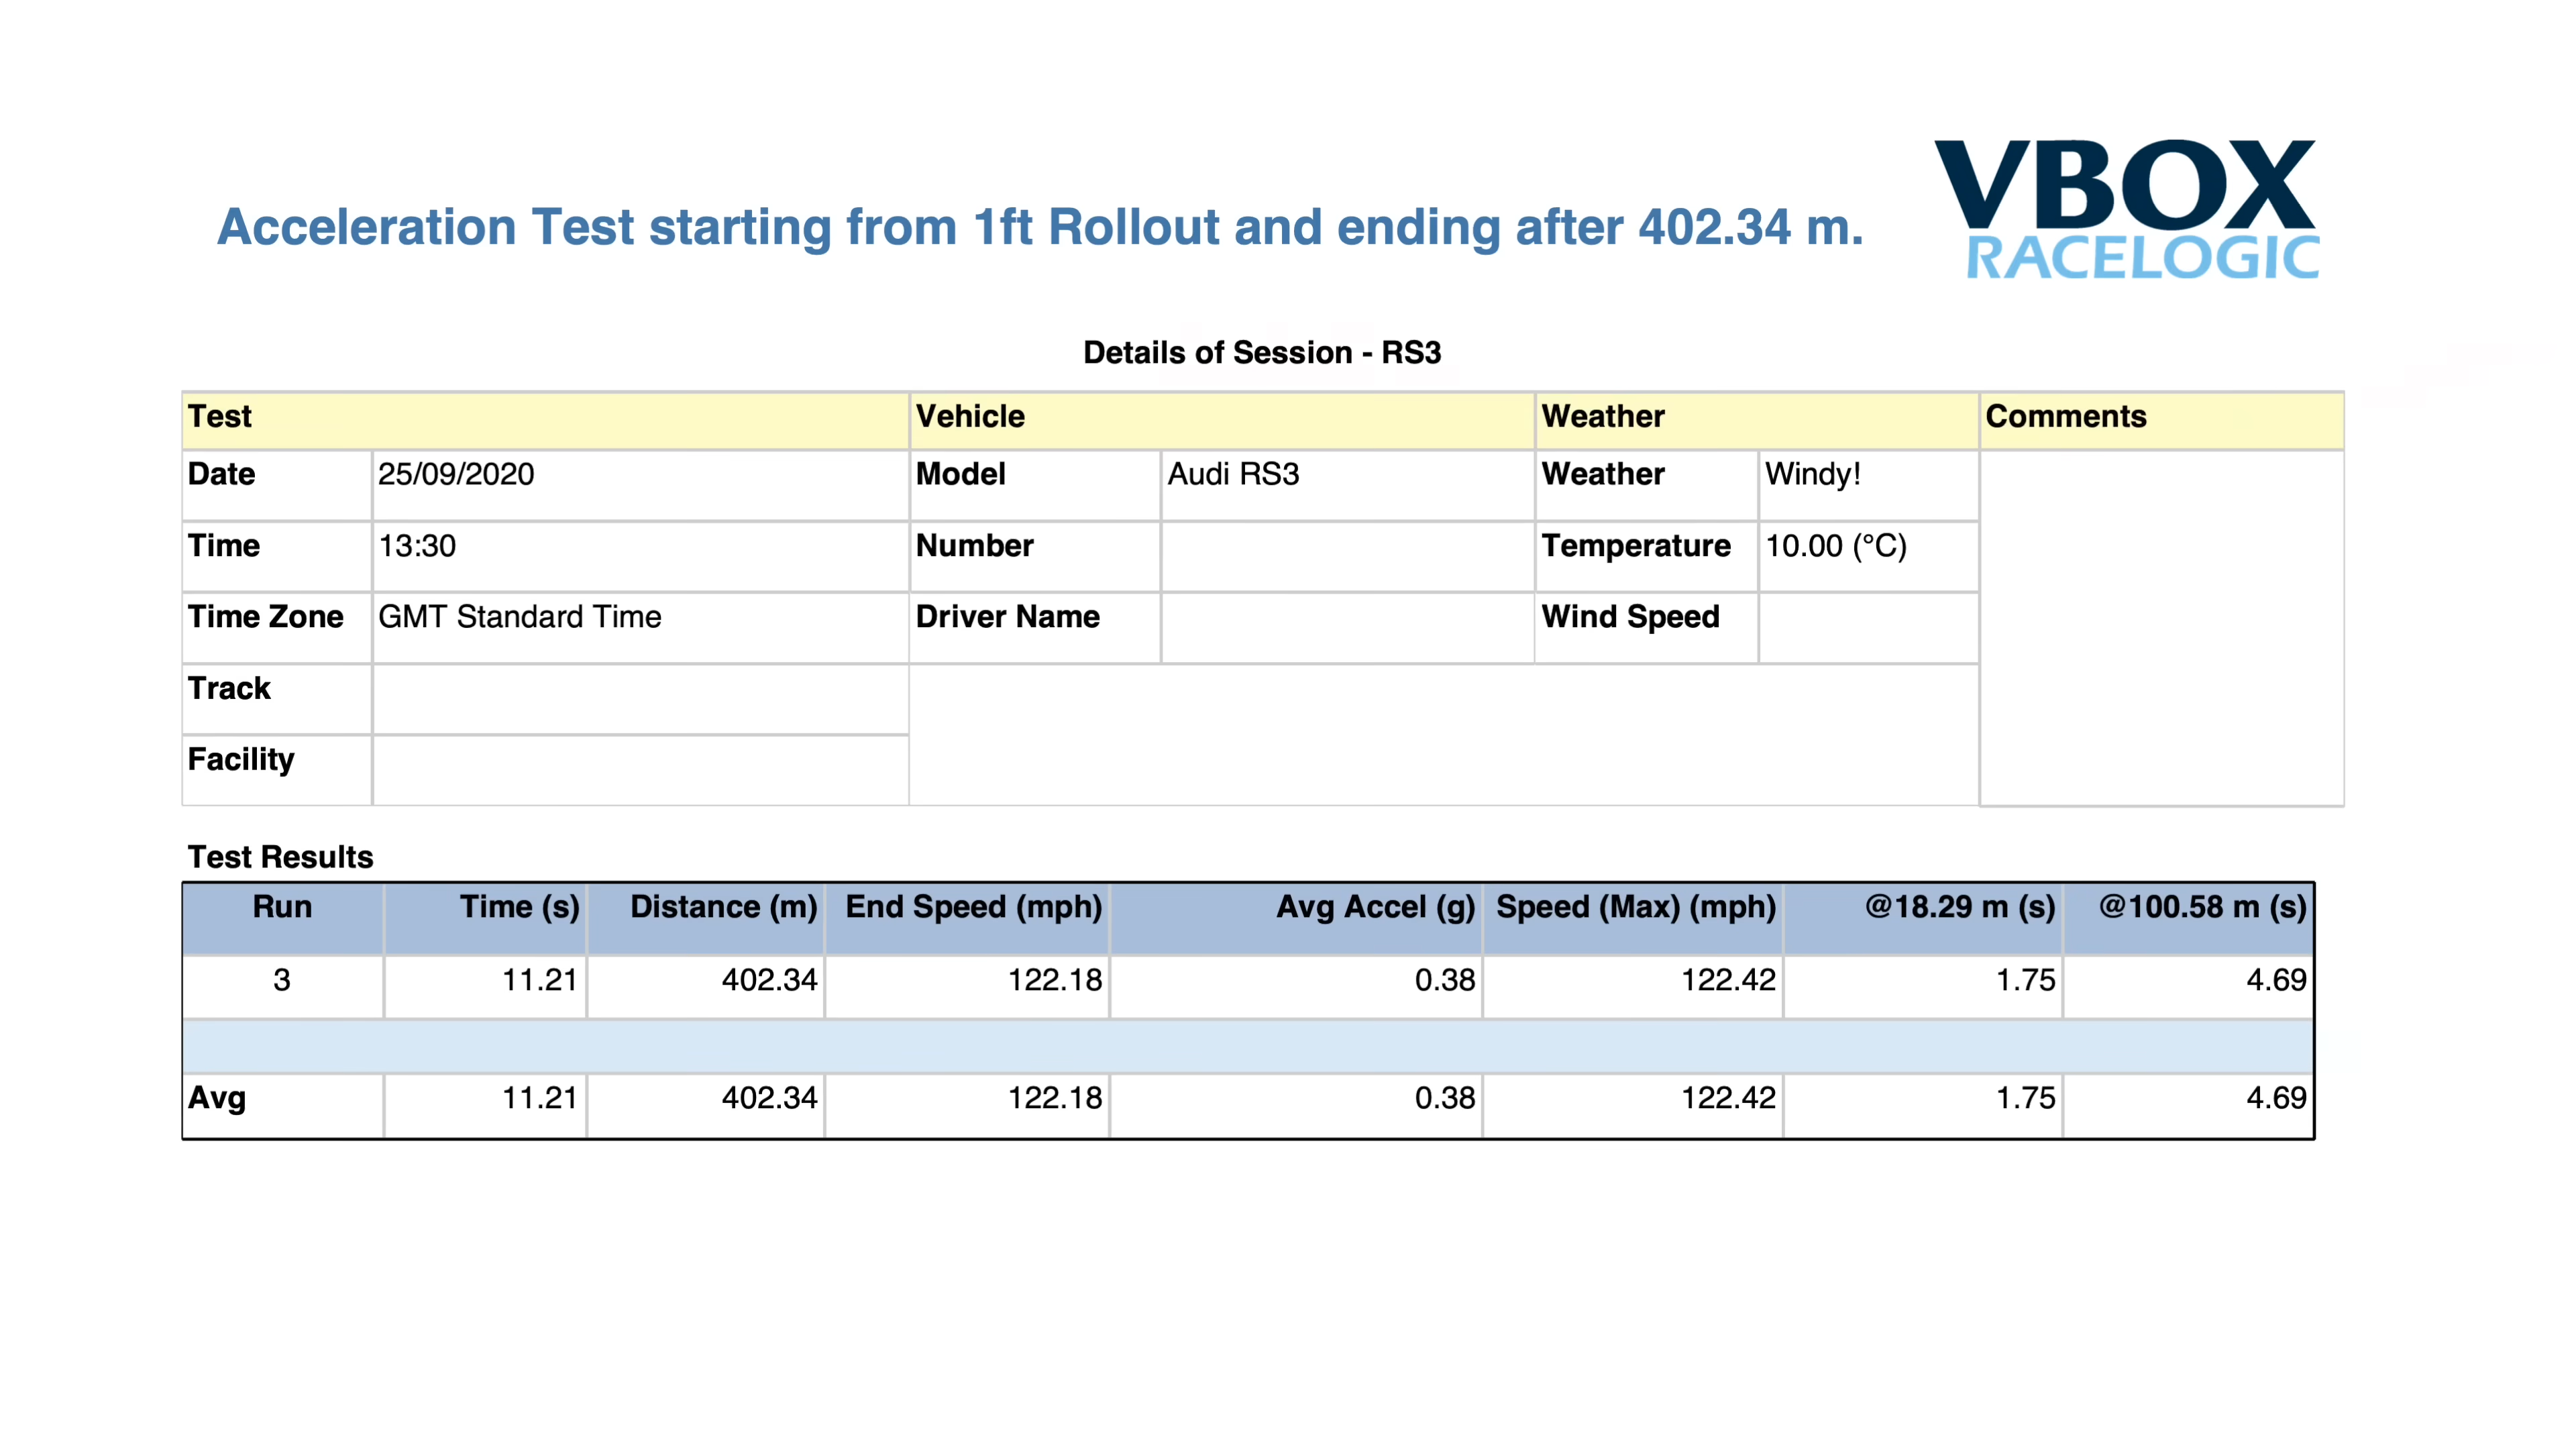 VBOX
RACELOGIC
Acceleration Test starting from 1ft Rollout and ending after 402.34 m.
Details of Session - RS3
Test Vehicle Weather Comments
Date 25/09/2020 Model Audi RS3 Weather Windy!
Time 13:30 Number Temperature 10.00 (°C)
Time Zone GMT Standard Time Driver Name Wind Speed
Track
Facility
Test Results
Run Time (s) Distance (m) End Speed (mph) Avg Accel (g) Speed (Max) (mph) @18.29 m (s) @100.58 m (s)
3 11.21 402.34 122.18 0.38 122.42 1.75 4.69
Avg 11.21 402.34 122.18 0.38 122.42 1.75 4.69